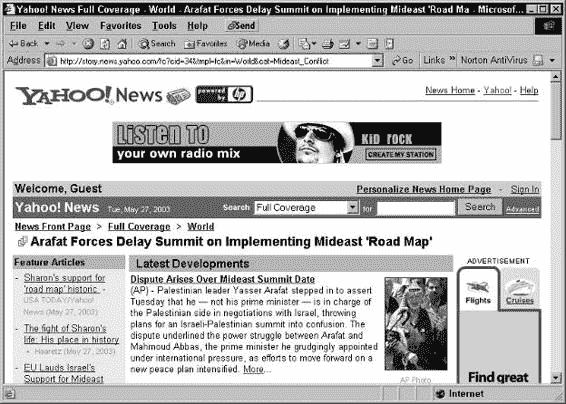 Yahoo! News Full Coverage - World - Arafat Forces Delay Summit on Implementing Mideast 'Road Ma - Microsof...
File Edit View Favorites Tools Help Send
Back Search Favorites Media
Address http://story.news.yahoo.com/fc?cid=34&tmpl=fc&in=World&cat=Mideast_Conflict Go Links » Norton AntiVirus
YAHOO! News powered by hp News Home - Yahoo! - Help
LiSTEN TO
your own radio mix
KiD ROCK
CREATE MY STATION
Welcome, Guest Personalize News Home Page - Sign In
Yahoo! News Tue, May 27, 2003 Search Full Coverage for Search Advanced
News Front Page > Full Coverage > World
Arafat Forces Delay Summit on Implementing Mideast 'Road Map'
Feature Articles
- Sharon's support for
'road map' historic -
USA TODAY/Yahoo!
News (May 27, 2003)
- The fight of Sharon's
life: His place in history
- Haaretz (May 27, 2003)
- EU Lauds Israel's
Support for Mideast
Latest Developments
Dispute Arises Over Mideast Summit Date
(AP) - Palestinian leader Yasser Arafat stepped in to assert
Tuesday that he — not his prime minister — is in charge of
the Palestinian side in negotiations with Israel, throwing
plans for an Israeli-Palestinian summit into confusion. The
dispute underlined the power struggle between Arafat and
Mahmoud Abbas, the prime minister he grudgingly appointed
under international pressure, as efforts to move forward on a
new peace plan intensified. More...
AP Photo
ADVERTISEMENT
Flights Cruises
Find great
Internet